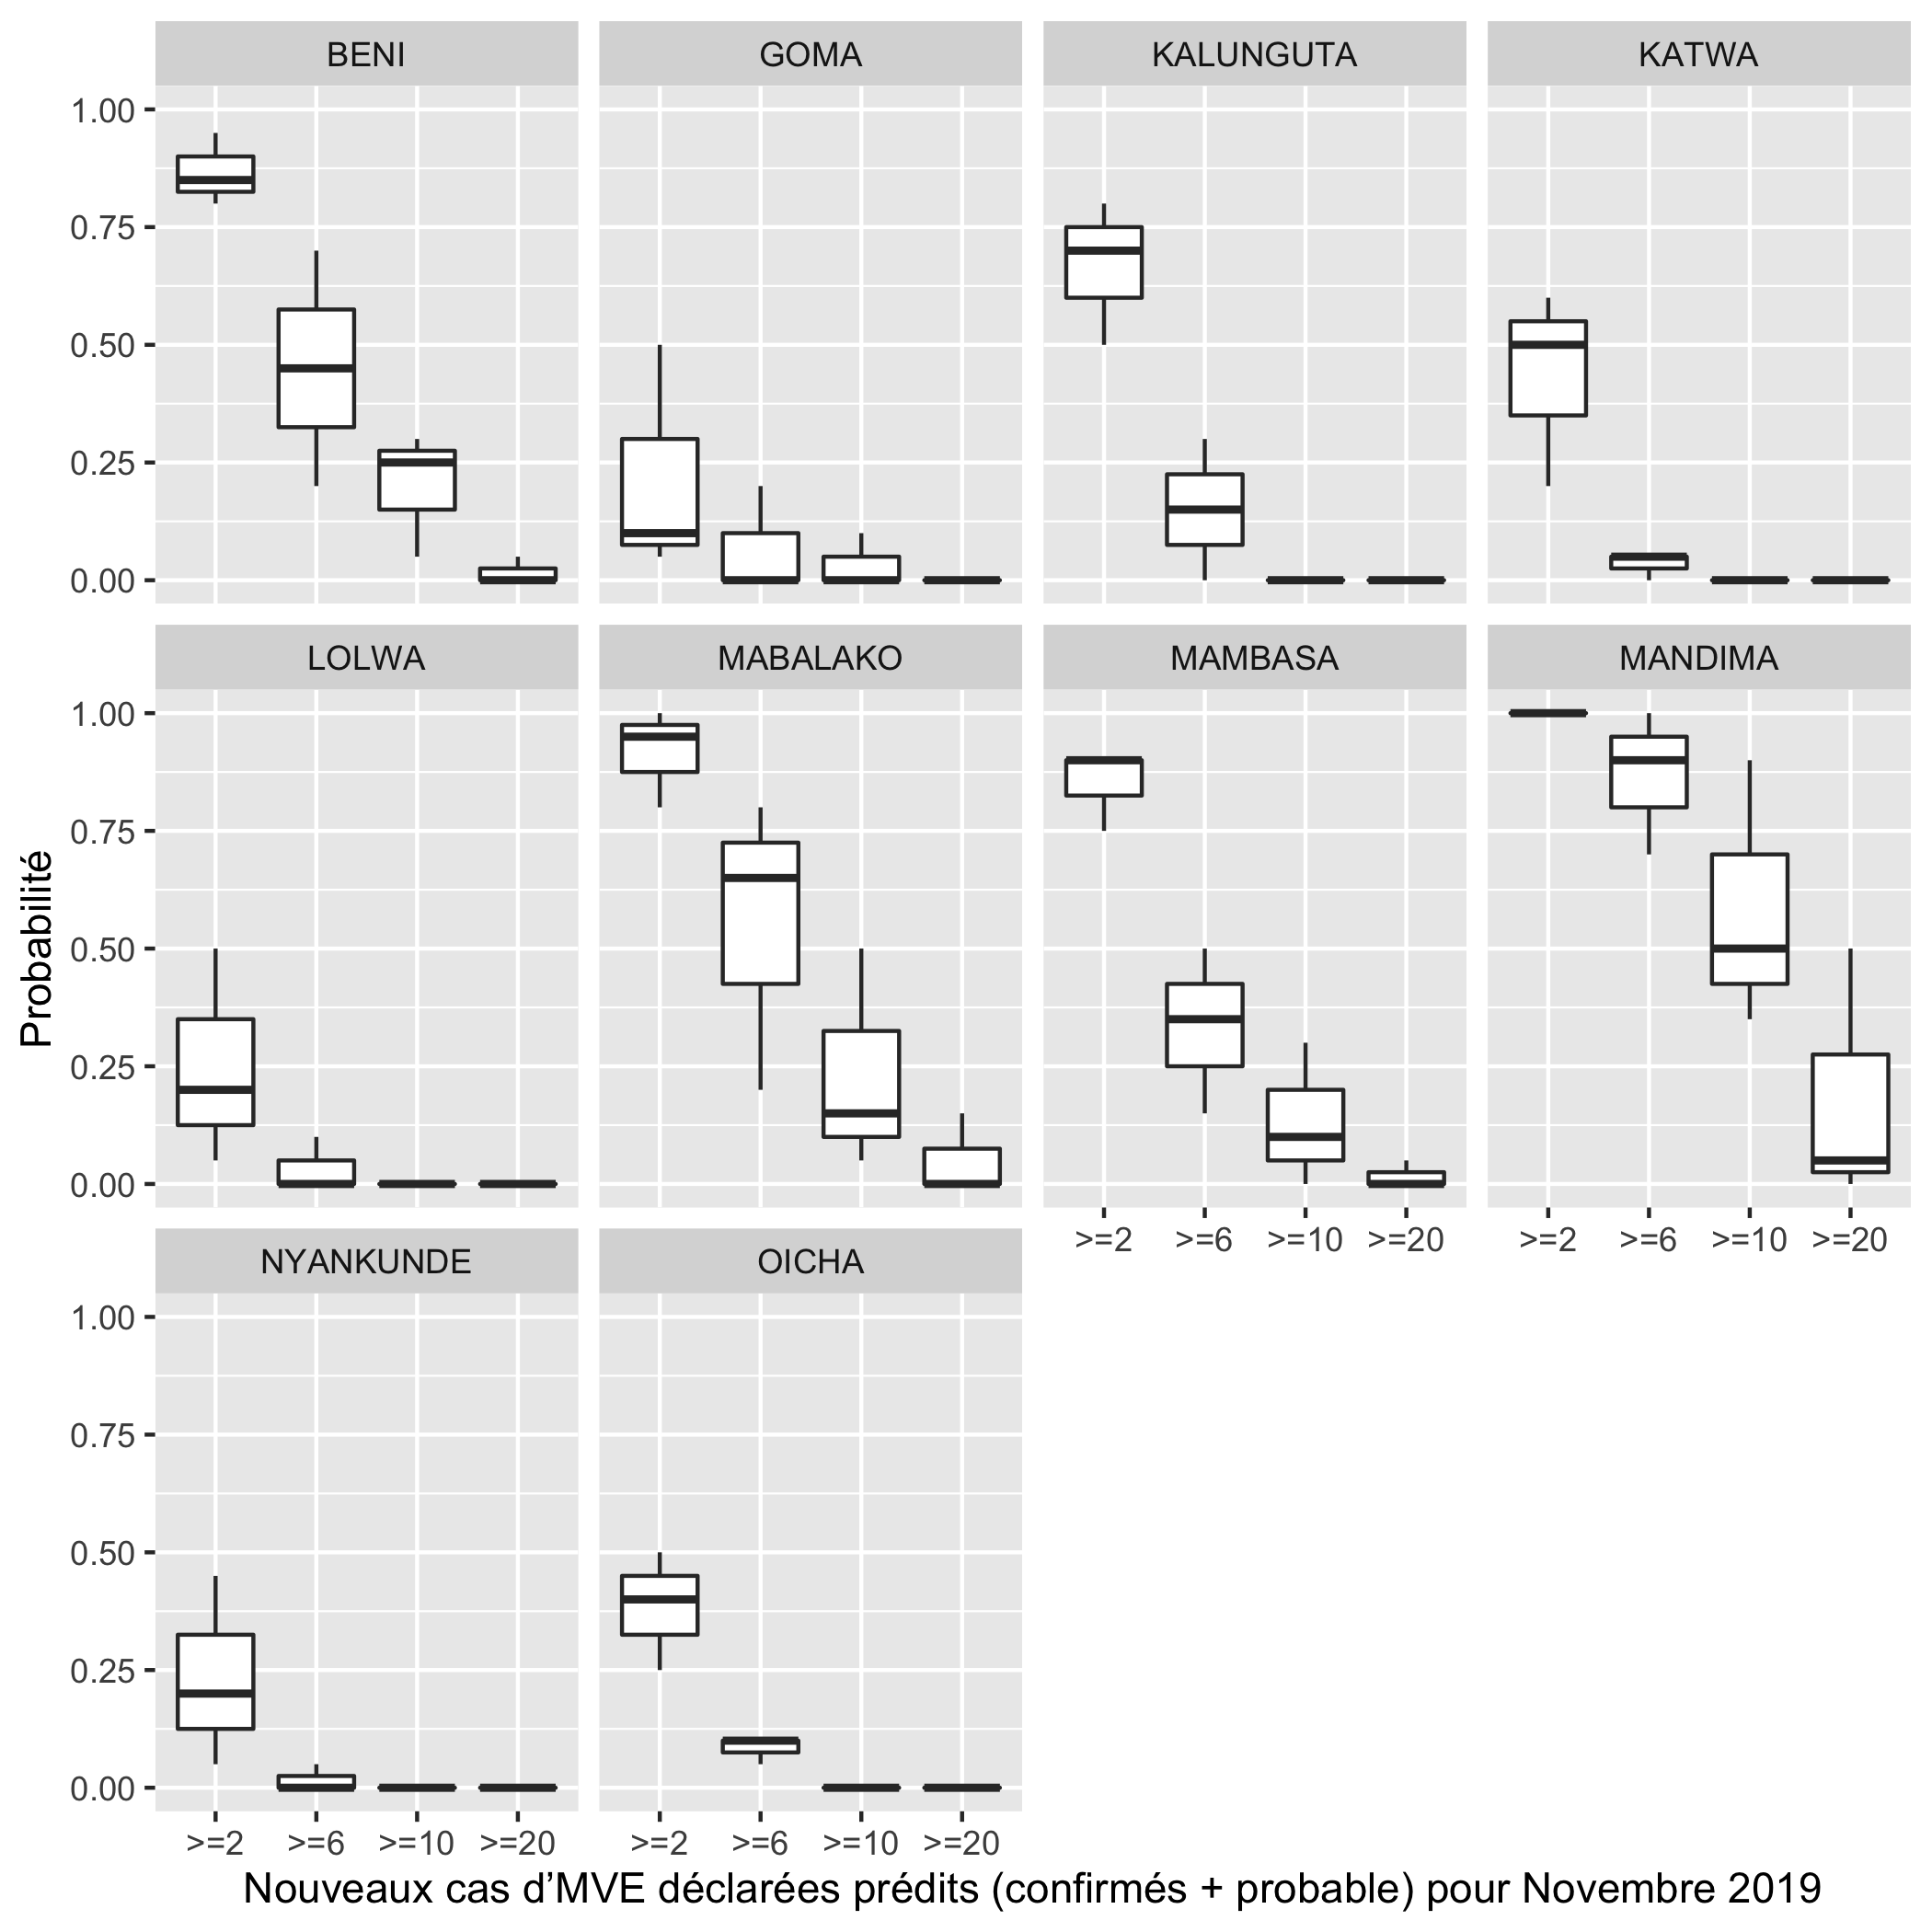 BENI GOMA KALUNGUTA KATWA
1.00
0.75
0.50
0.25
0.00
LOLWA MABALAKO MAMBASA MANDIMA
1.00
0.75
0.50
0.25
0.00
>=2 >=6 >=10 >=20 >=2 >=6 >=10 >=20
NYANKUNDE OICHA
1.00
0.75
0.50
0.25
0.00
>=2 >=6 >=10 >=20 >=2 >=6 >=10 >=20
Probabilité
Nouveaux cas d’MVE déclarées prédits (confirmés + probable) pour Novembre 2019